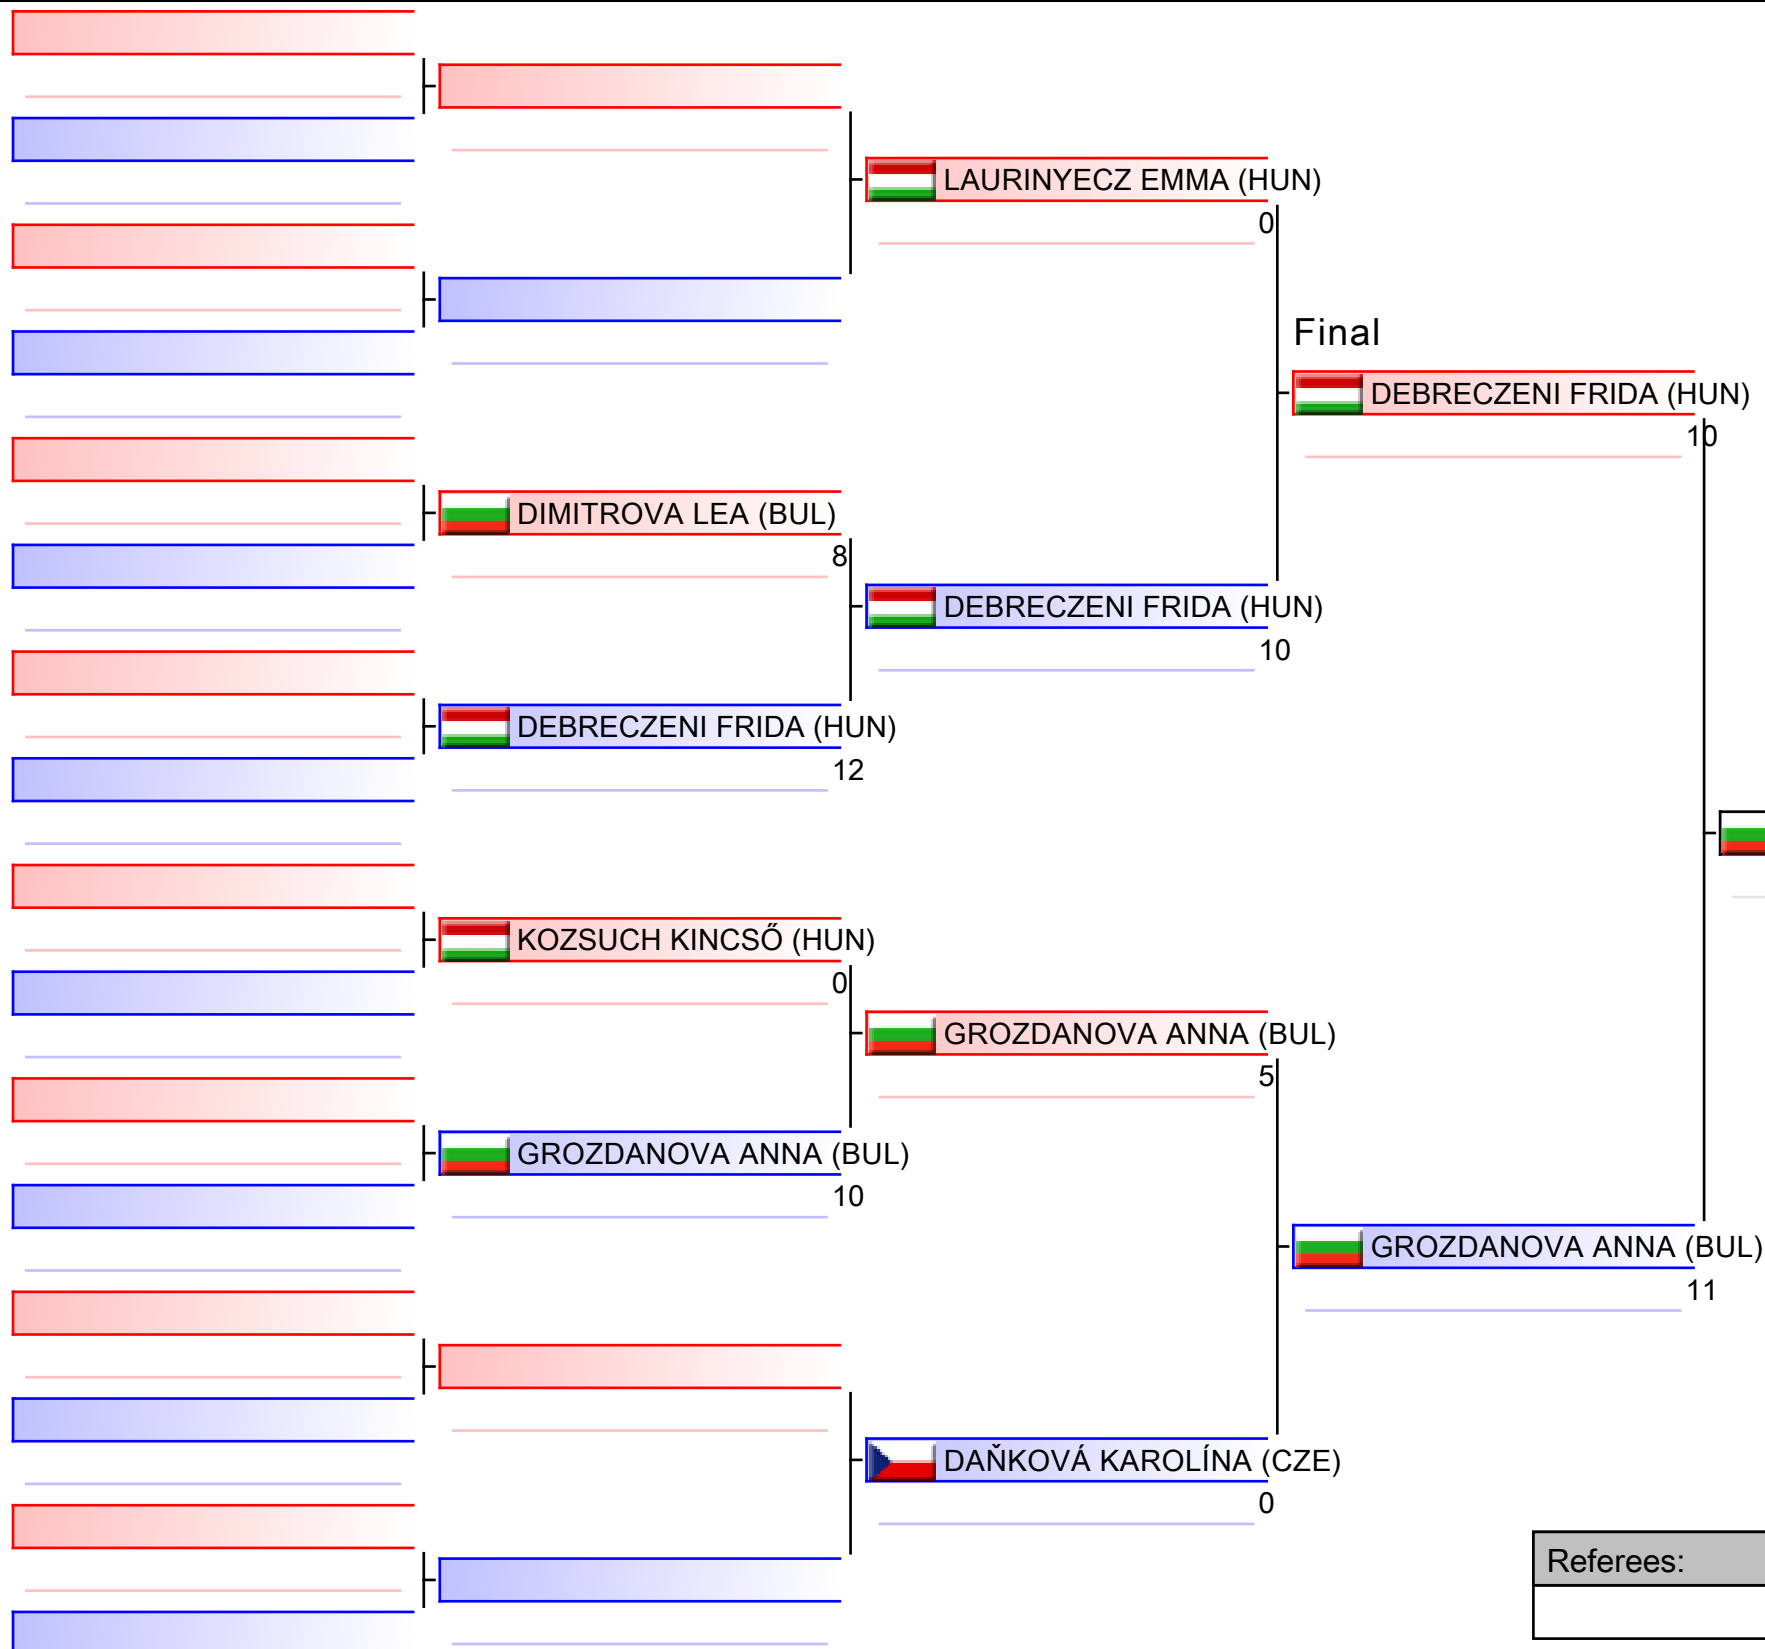 LAURINYECZ EMMA (HUN)
0
Final
DEBRECZENI FRIDA (HUN)
10
DIMITROVA LEA (BUL)
8
DEBRECZENI FRIDA (HUN)
10
DEBRECZENI FRIDA (HUN)
12
KOZSUCH KINCSŐ (HUN)
0
GROZDANOVA ANNA (BUL)
5
GROZDANOVA ANNA (BUL)
10
GROZDANOVA ANNA (BUL)
11
DAŇKOVÁ KAROLÍNA (CZE)
0
Referees: